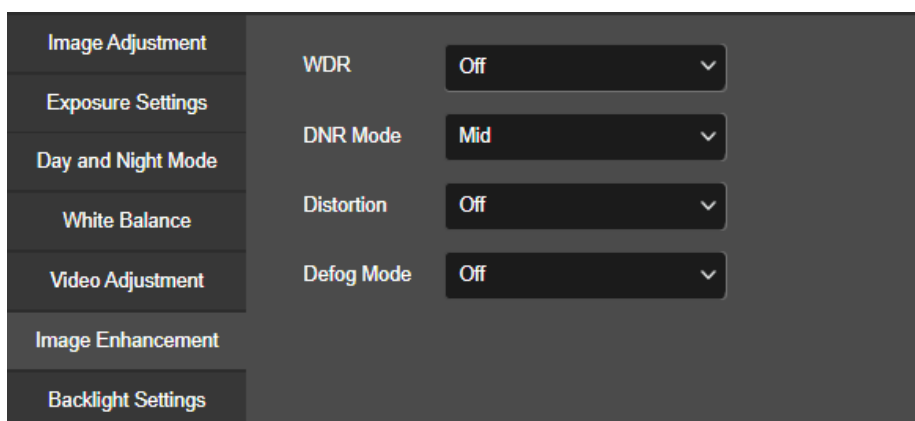 Image Adjustment
Exposure Settings
Day and Night Mode
White Balance
Video Adjustment
Image Enhancement
Backlight Settings
WDR Off
DNR Mode Mid
Distortion Off
Defog Mode Off